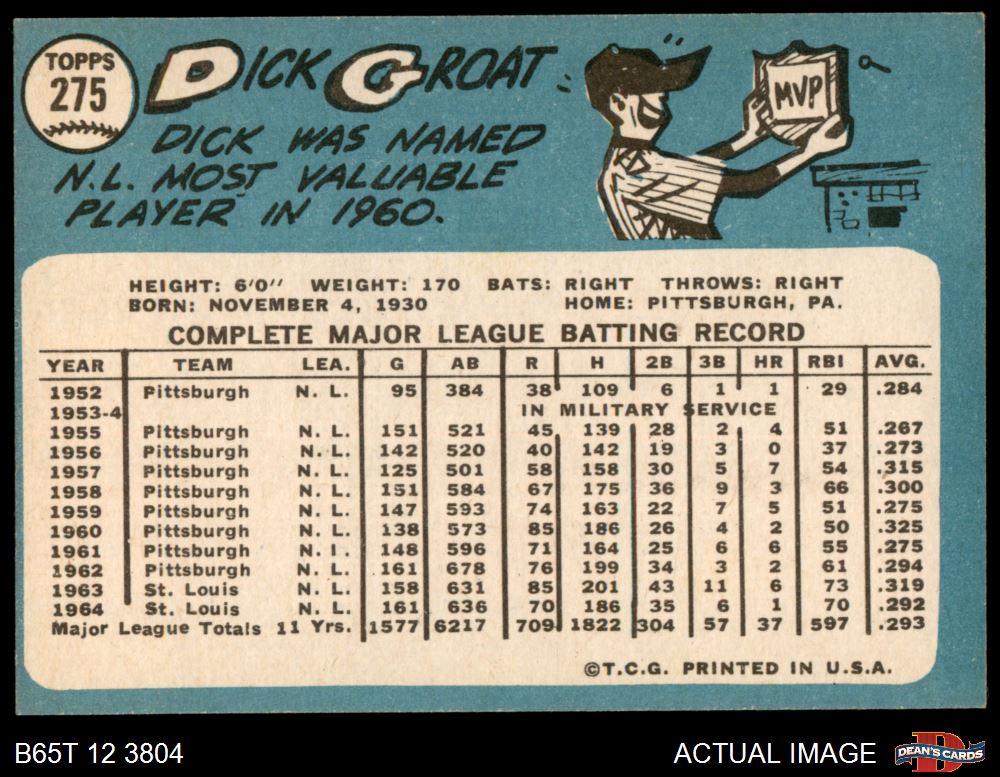 TOPPS
275
DICK GROAT
DICK WAS NAMED
N.L. MOST VALUABLE
PLAYER IN 1960.
MVP
HEIGHT: 6'0" WEIGHT: 170 BATS: RIGHT THROWS: RIGHT
BORN: NOVEMBER 4, 1930 HOME: PITTSBURGH, PA.
COMPLETE MAJOR LEAGUE BATTING RECORD
YEAR TEAM LEA. G AB R H 2B 3B HR RBI AVG.
1952 Pittsburgh N. L. 95 384 38 109 6 1 1 29 .284
1953-4 IN MILITARY SERVICE
1955 Pittsburgh N. L. 151 521 45 139 28 2 4 51 .267
1956 Pittsburgh N. L. 142 520 40 142 19 3 0 37 .273
1957 Pittsburgh N. L. 125 501 58 158 30 5 7 54 .315
1958 Pittsburgh N. L. 151 584 67 175 36 9 3 66 .300
1959 Pittsburgh N. L. 147 593 74 163 22 7 5 51 .275
1960 Pittsburgh N. L. 138 573 85 186 26 4 2 50 .325
1961 Pittsburgh N. L. 148 596 71 164 25 6 6 55 .275
1962 Pittsburgh N. L. 161 678 76 199 34 3 2 61 .294
1963 St. Louis N. L. 158 631 85 201 43 11 6 73 .319
1964 St. Louis N. L. 161 636 70 186 35 6 1 70 .292
Major League Totals 11 Yrs. 1577 6217 709 1822 304 57 37 597 .293
©T.C.G. PRINTED IN U.S.A.
B65T 12 3804 ACTUAL IMAGE DEAN'S CARDS